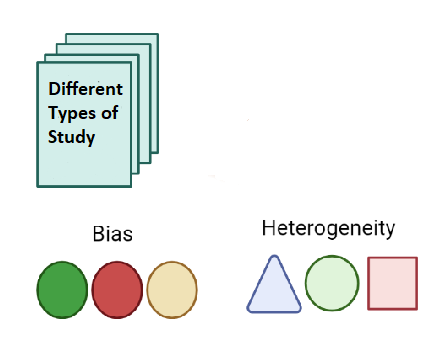 Different
Types of
Study
Bias
Heterogeneity